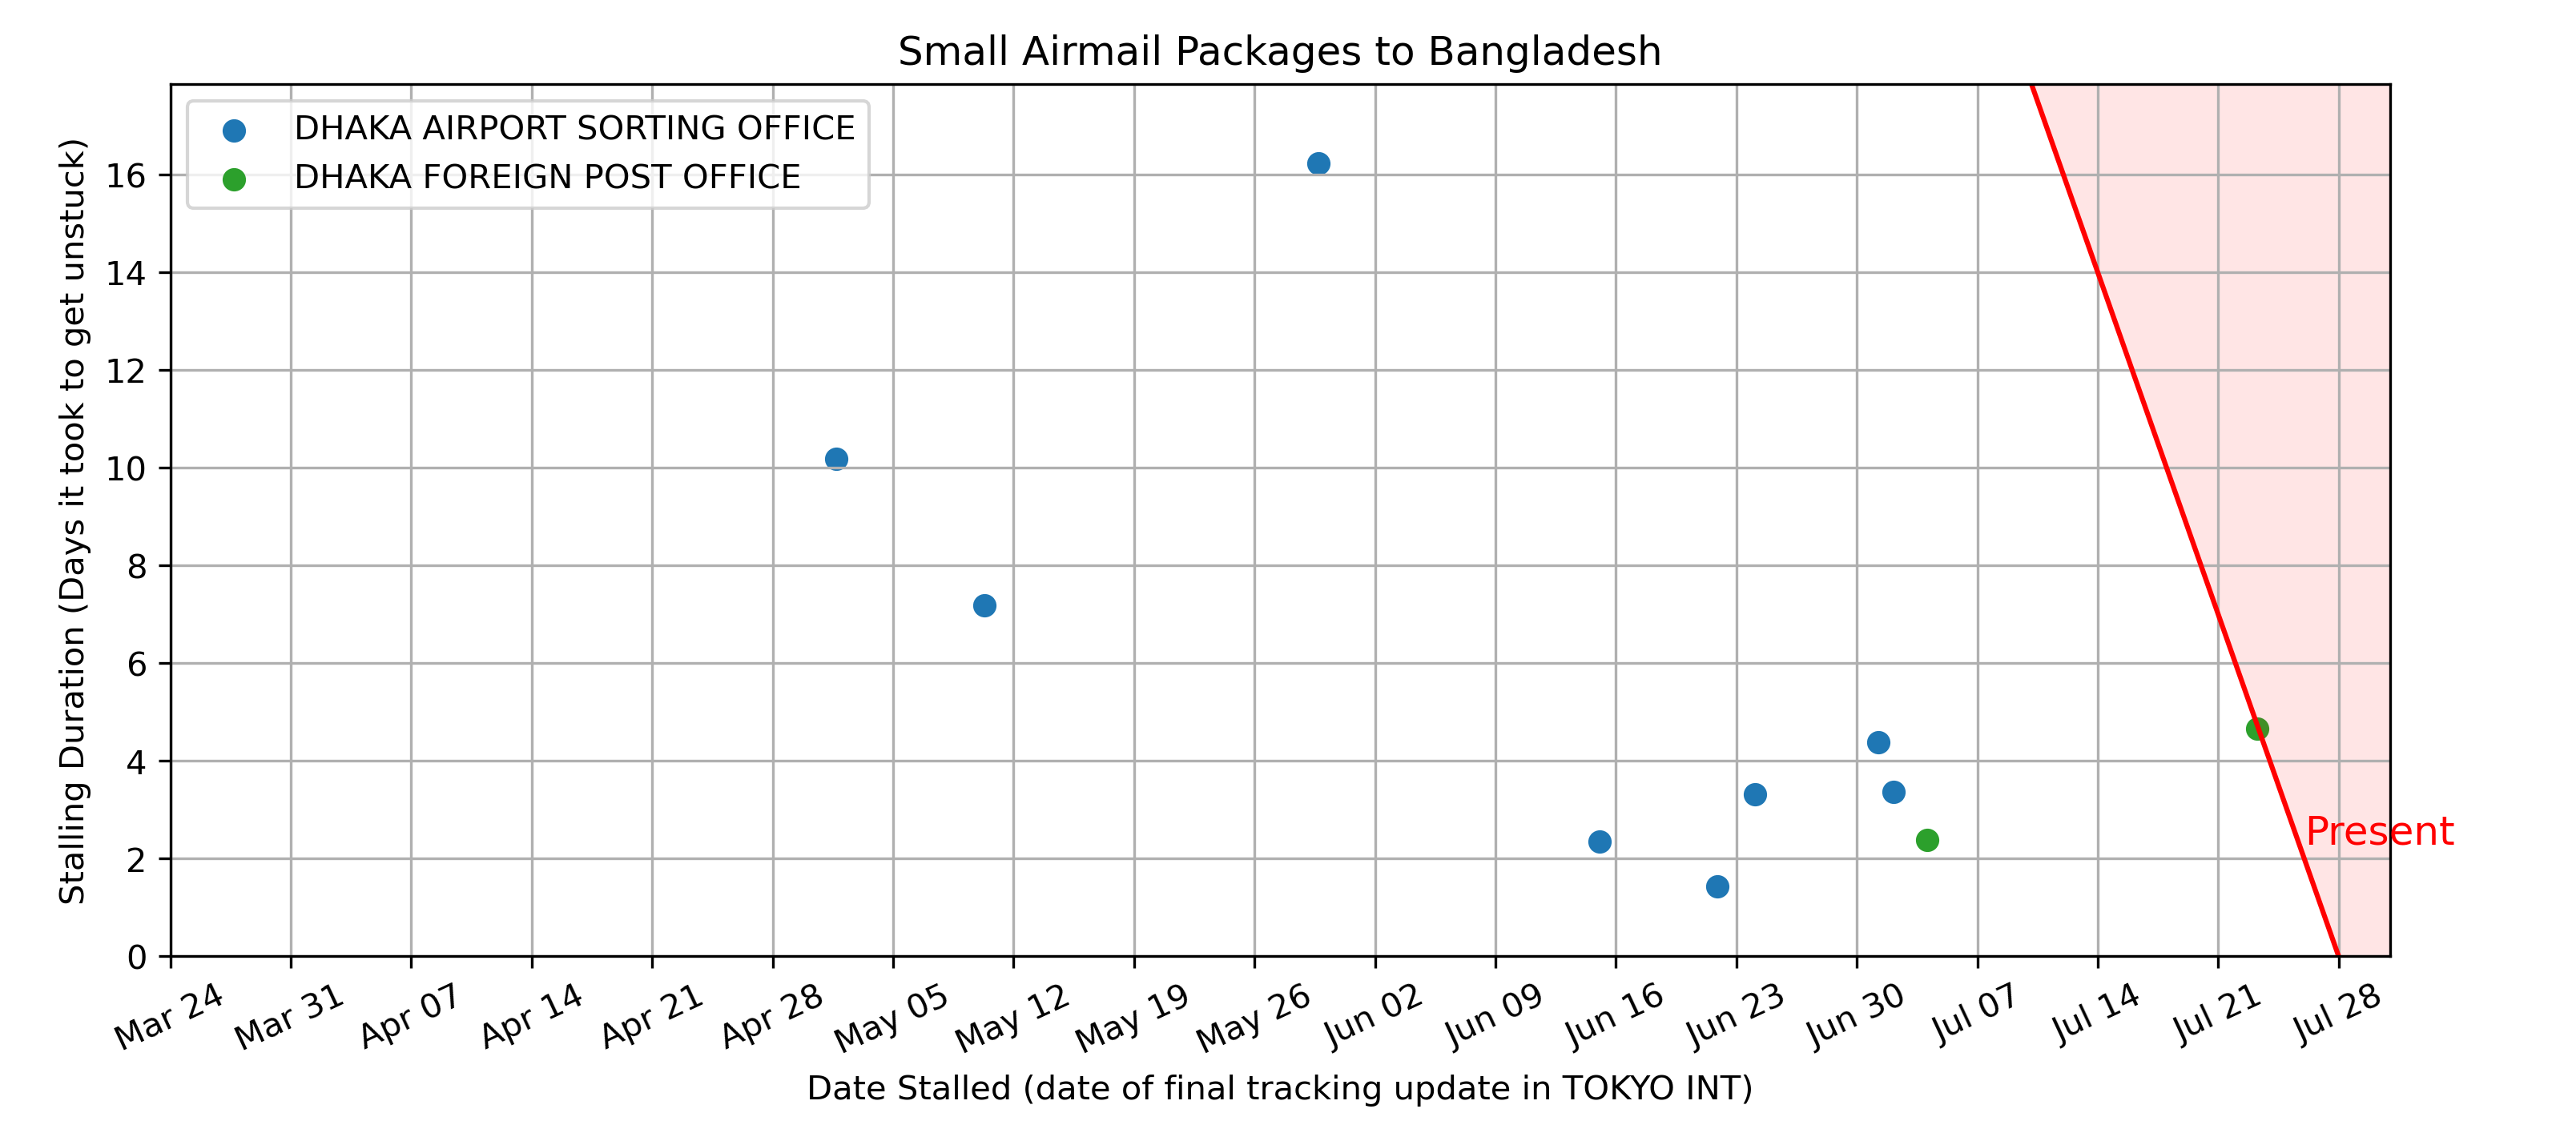 Small Airmail Packages to Bangladesh
DHAKA AIRPORT SORTING OFFICE
DHAKA FOREIGN POST OFFICE
Stalling Duration (Days it took to get unstuck)
16
14
12
10
8
6
4
2
0
Present
Mar 24
Mar 31
Apr 07
Apr 14
Apr 21
Apr 28
May 05
May 12
May 19
May 26
Jun 02
Jun 09
Jun 16
Jun 23
Jun 30
Jul 07
Jul 14
Jul 21
Jul 28
Date Stalled (date of final tracking update in TOKYO INT)